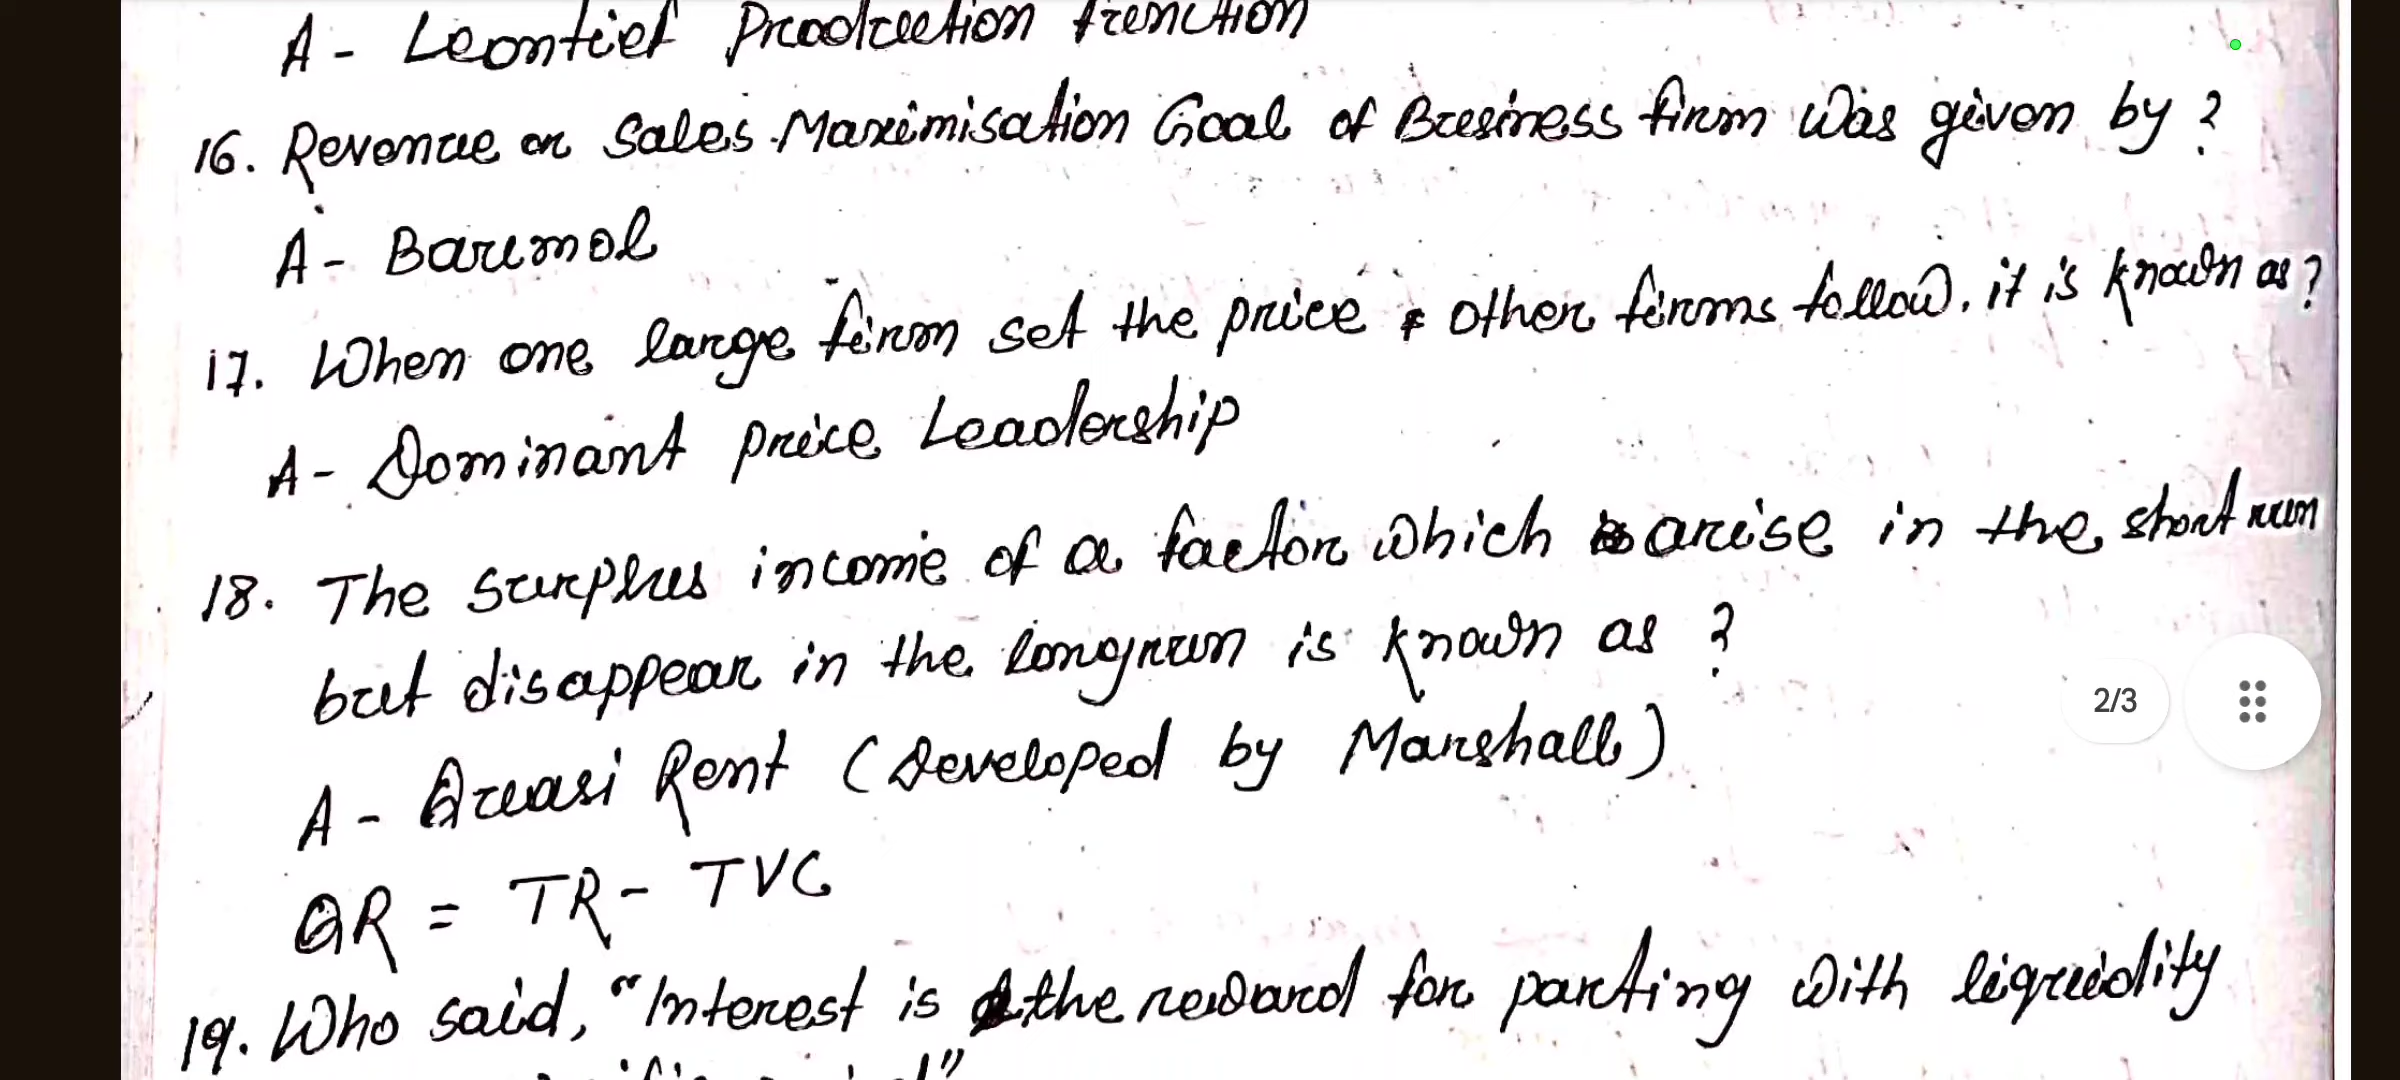 A - Leontief Production function
16. Revenue or Sales Maximisation Goal of Business firm was given by ?
A - Baumol
17. When one large firm set the price & other firms follow, it is known as ?
A - Dominant price Leadership
18. The surplus income of a factor which arise in the short run
but disappear in the longrun is known as ?
A - Quasi Rent (Developed by Marshall)
QR = TR - TVC
2/3
19. Who said, "Interest is the reward for parting with liquidity